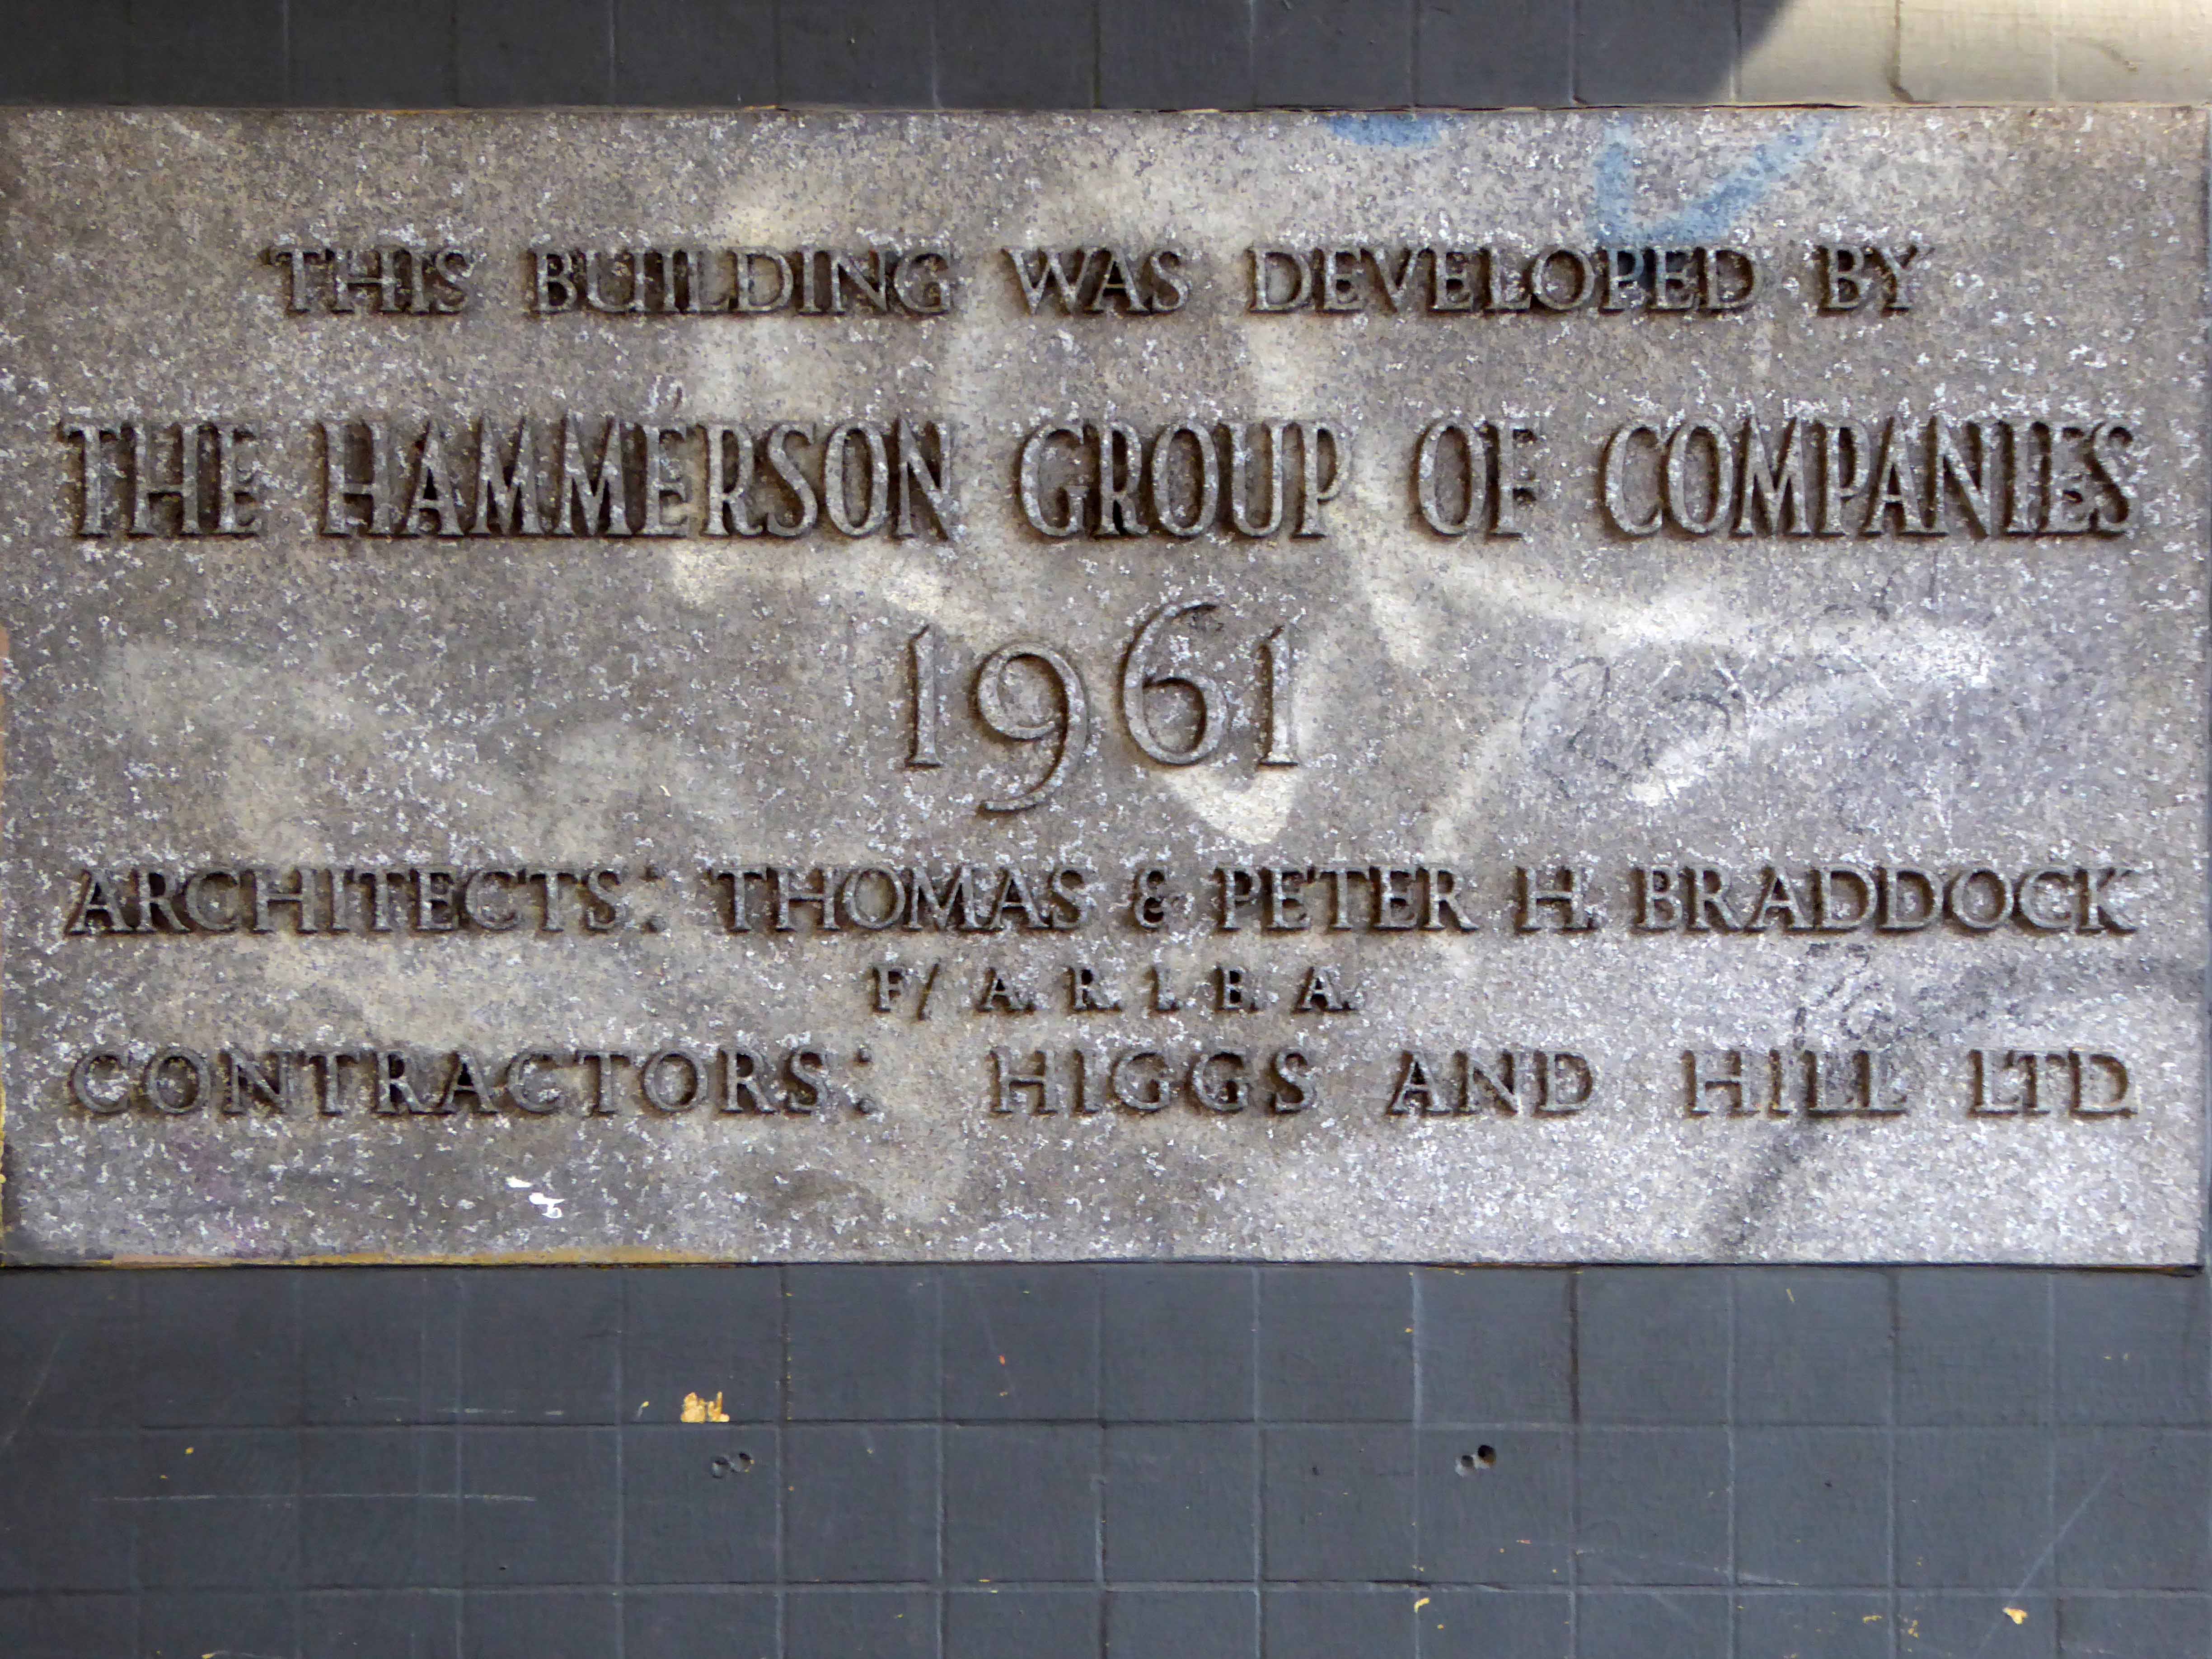 THIS BUILDING WAS DEVELOPED BY
THE HAMMERSON GROUP OF COMPANIES
1961
ARCHITECTS: THOMAS & PETER H. BRADDOCK
F/ A. R. I. B. A.
CONTRACTORS: HIGGS AND HILL LTD.